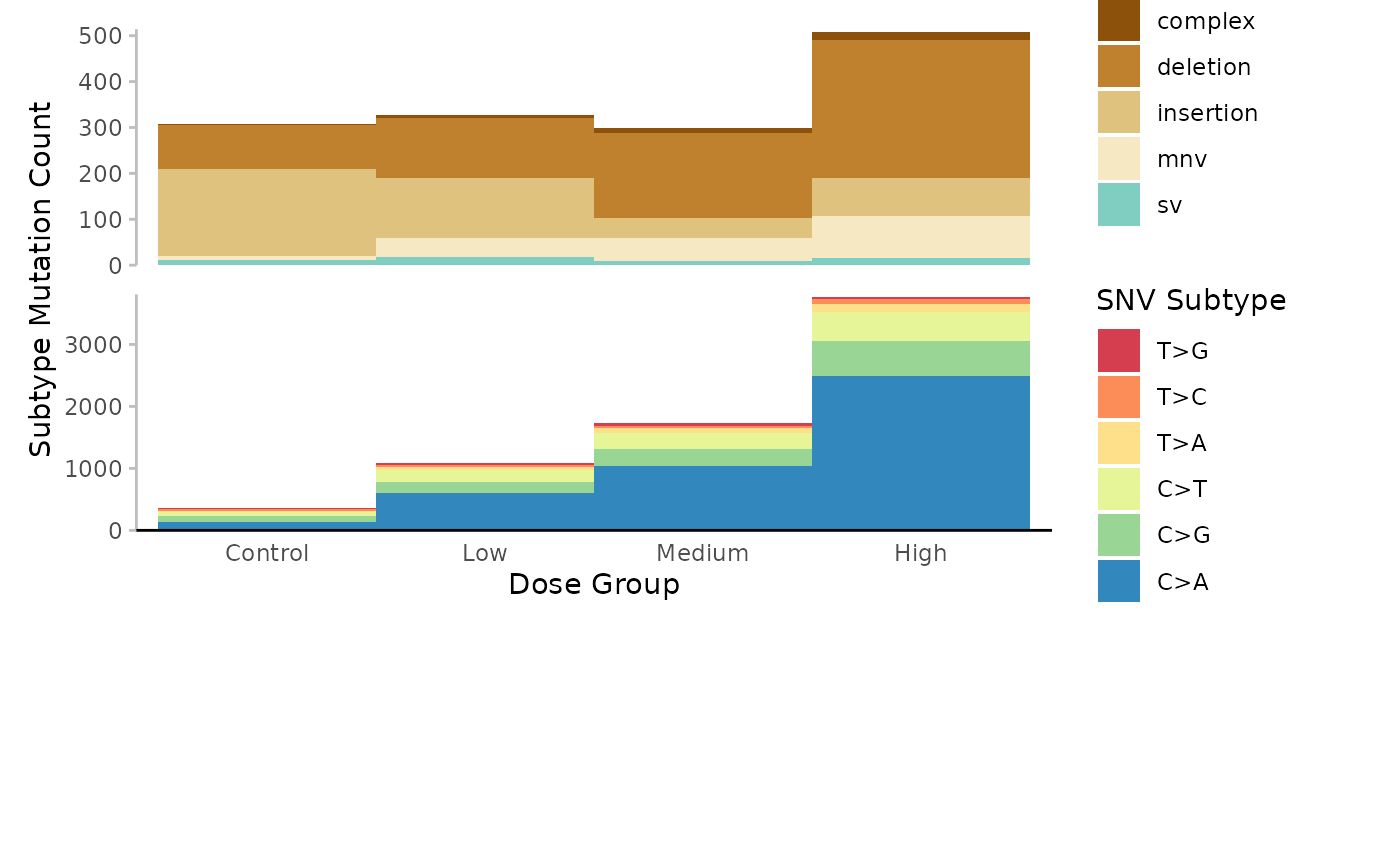 Subtype Mutation Count
500
400
300
200
100
0
3000
2000
1000
0
Control Low Medium High
Dose Group
complex
deletion
insertion
mnv
sv
SNV Subtype
T>G
T>C
T>A
C>T
C>G
C>A